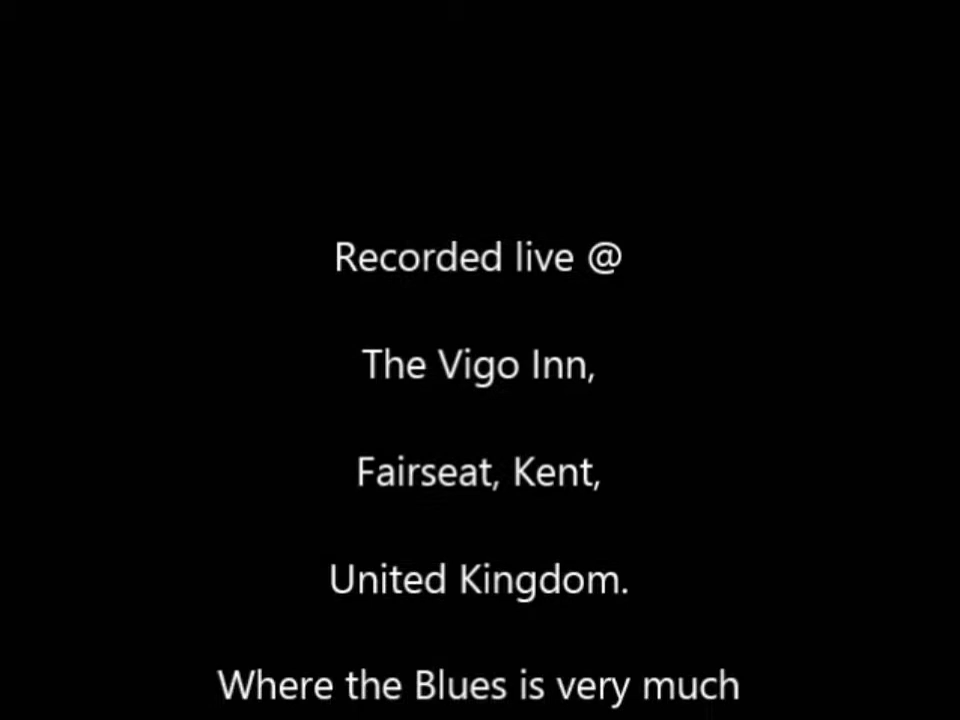 Recorded live @
The Vigo Inn,
Fairseat, Kent,
United Kingdom.
Where the Blues is very much